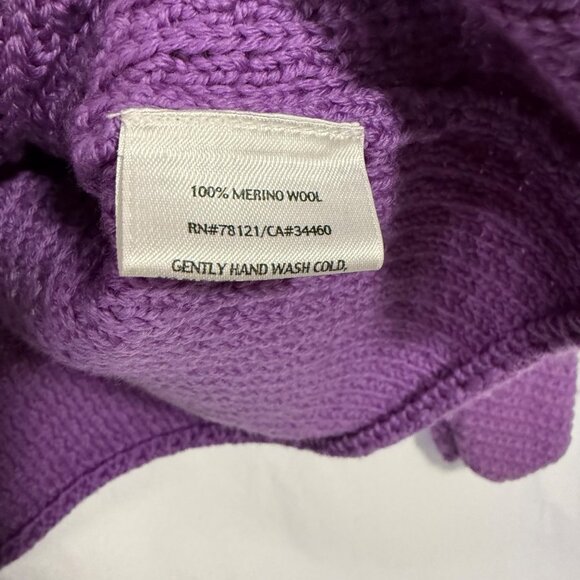 100% MERINO WOOL
RN#78121/CA#34460
GENTLY HAND WASH COLD,